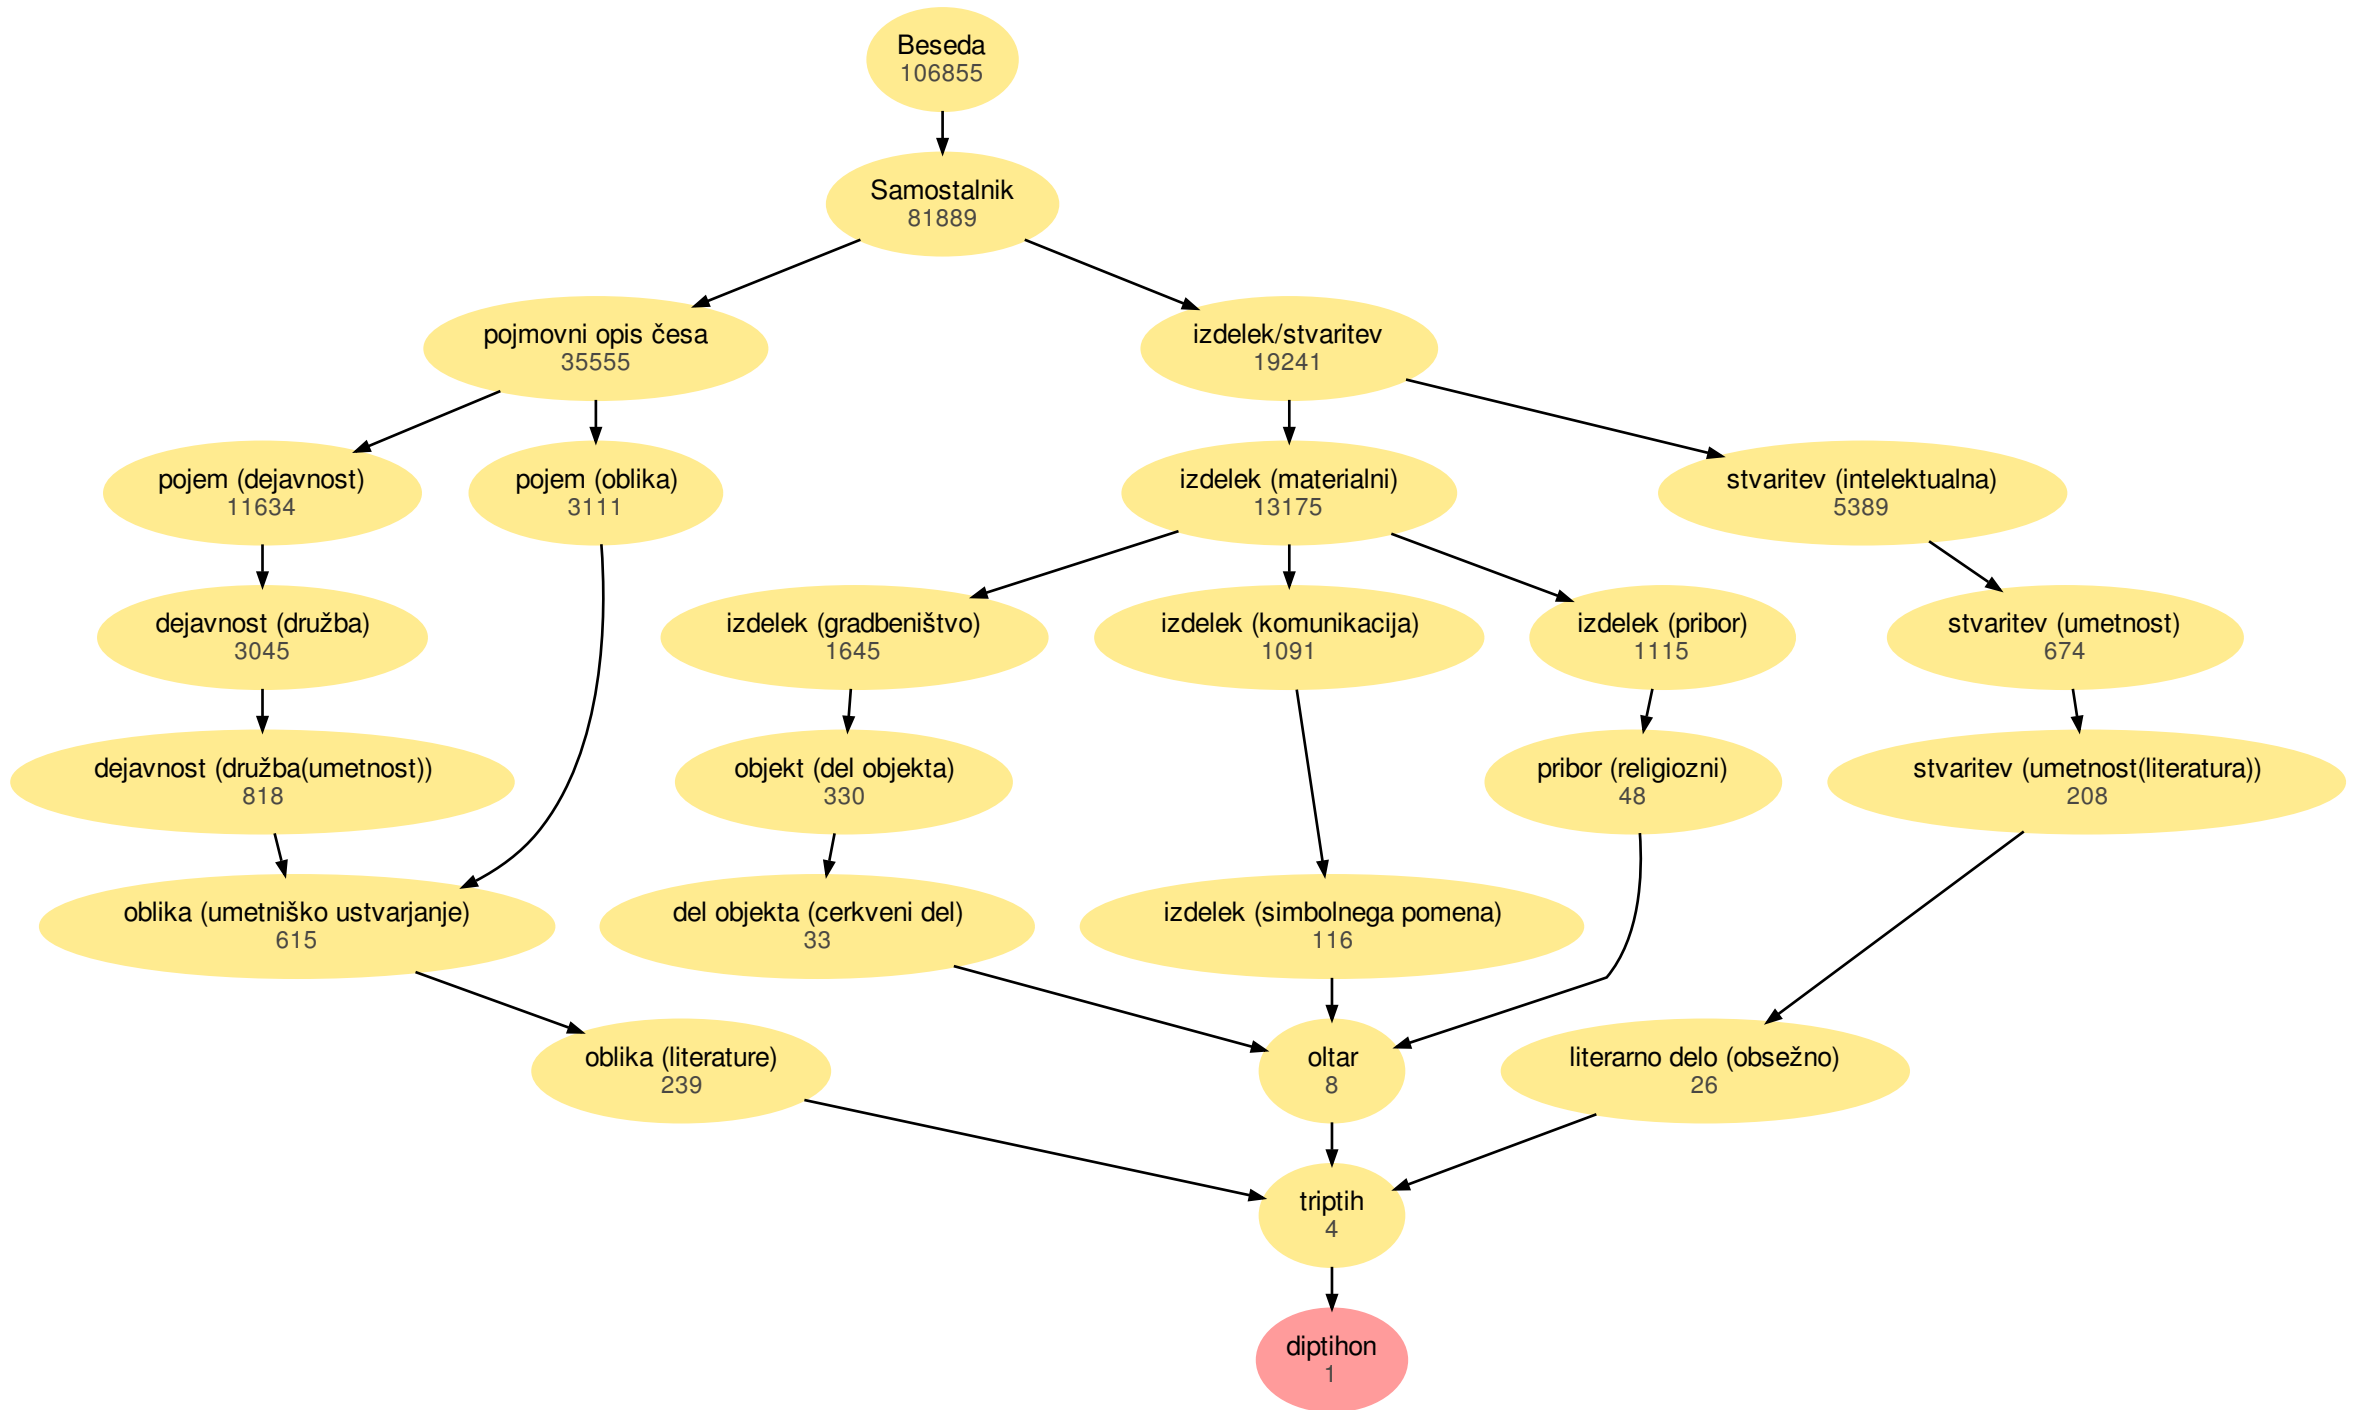 Beseda
106855
Samostalnik
81889
pojmovni opis česa
35555
izdelek/stvaritev
19241
pojem (dejavnost)
11634
pojem (oblika)
3111
izdelek (materialni)
13175
stvaritev (intelektualna)
5389
dejavnost (družba)
3045
izdelek (gradbeništvo)
1645
izdelek (komunikacija)
1091
izdelek (pribor)
1115
stvaritev (umetnost)
674
dejavnost (družba(umetnost))
818
objekt (del objekta)
330
pribor (religiozni)
48
stvaritev (umetnost(literatura))
208
oblika (umetniško ustvarjanje)
615
del objekta (cerkveni del)
33
izdelek (simbolnega pomena)
116
oblika (literature)
239
oltar
8
literarno delo (obsežno)
26
triptih
4
diptihon
1